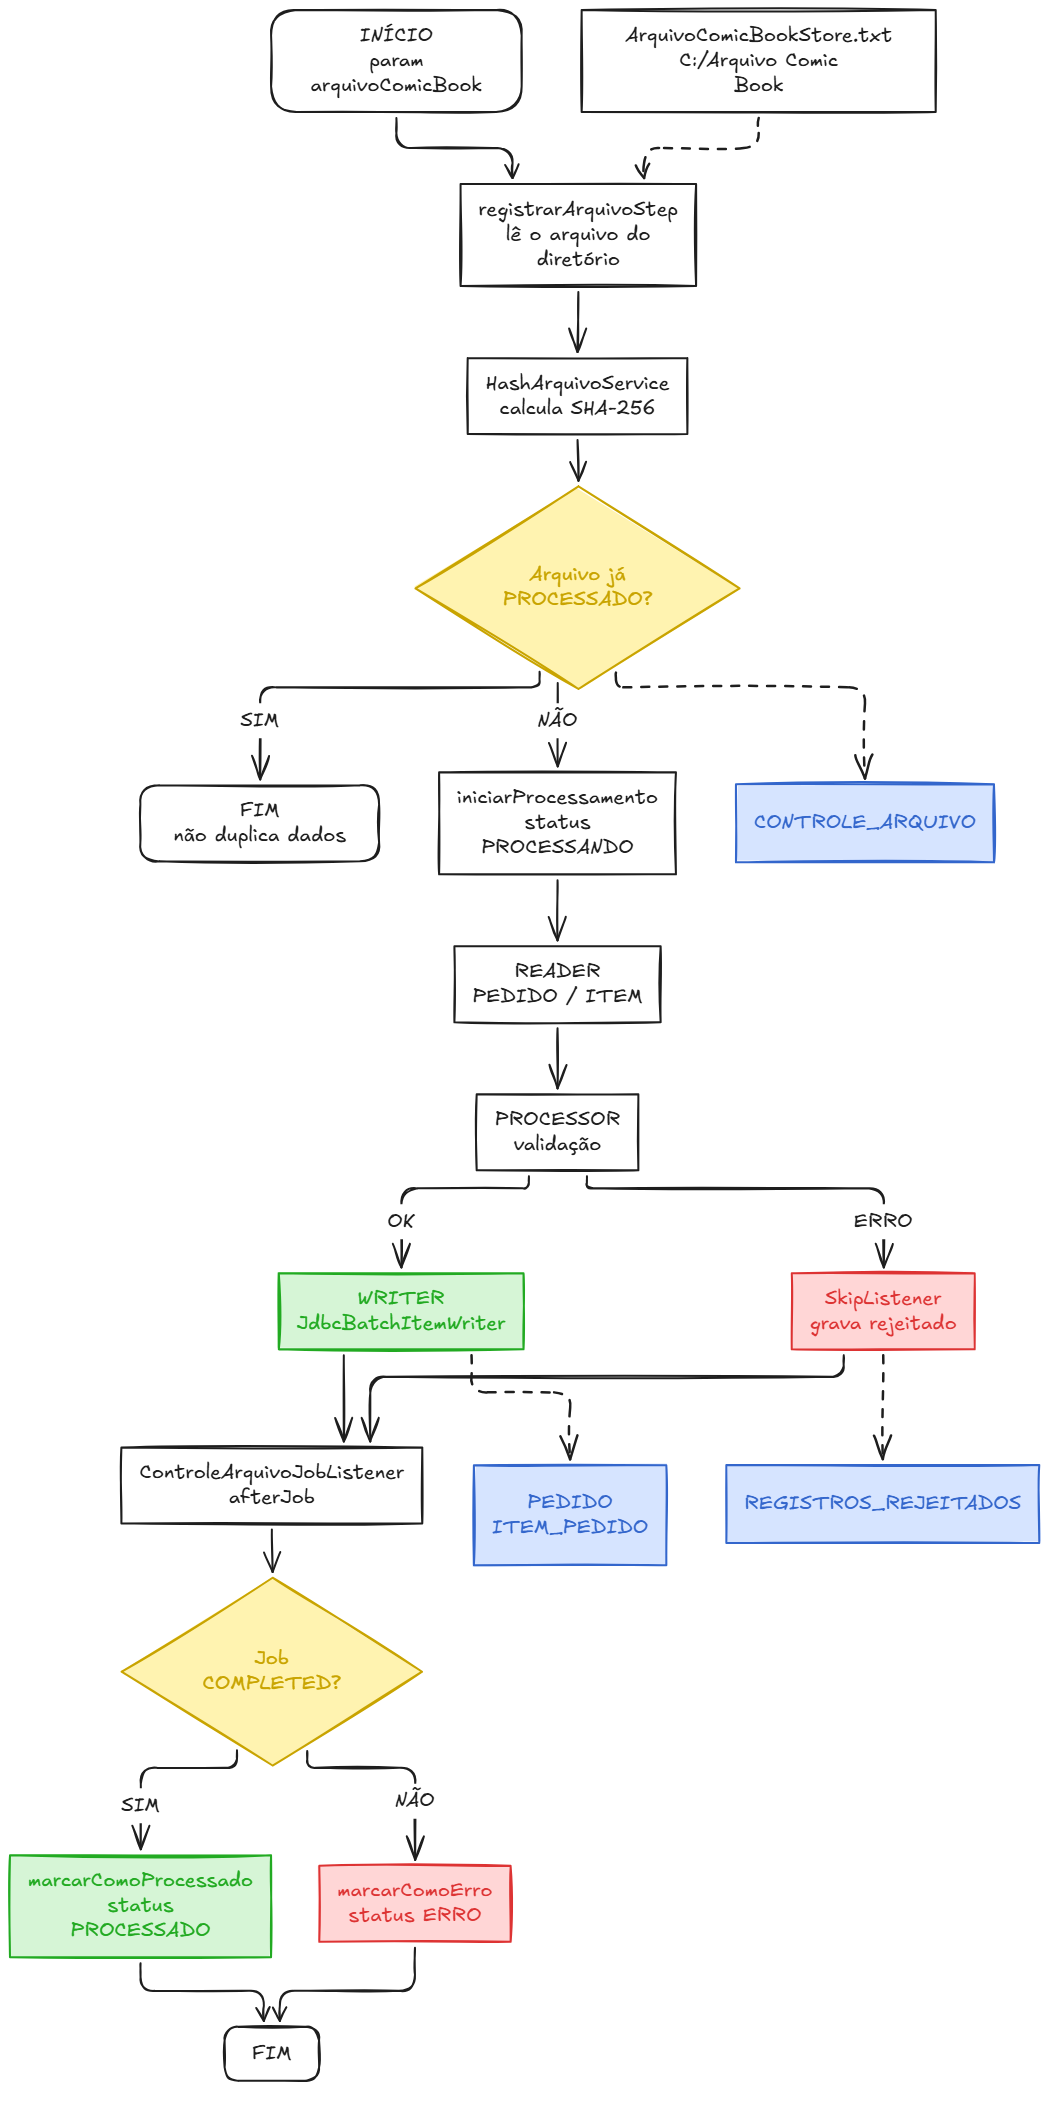 INÍCIO
param
arquivoComicBook
ArquivoComicBookStore.txt
C:/Arquivo Comic
Book
registrarArquivoStep
lê o arquivo do
diretório
HashArquivoService
calcula SHA-256
Arquivo já
PROCESSADO?
SIM
NÃO
FIM
não duplica dados
iniciarProcessamento
status
PROCESSANDO
CONTROLE_ARQUIVO
READER
PEDIDO / ITEM
PROCESSOR
validação
OK
ERRO
WRITER
JdbcBatchItemWriter
SkipListener
grava rejeitado
ControleArquivoJobListener
afterJob
PEDIDO
ITEM_PEDIDO
REGISTROS_REJEITADOS
Job
COMPLETED?
SIM
NÃO
marcarComoProcessado
status
PROCESSADO
marcarComoErro
status ERRO
FIM